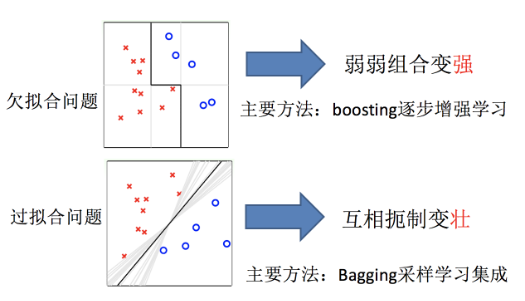 弱弱组合变强
欠拟合问题
主要方法：boosting逐步增强学习
过拟合问题
互相扼制变壮
主要方法：Bagging采样学习集成